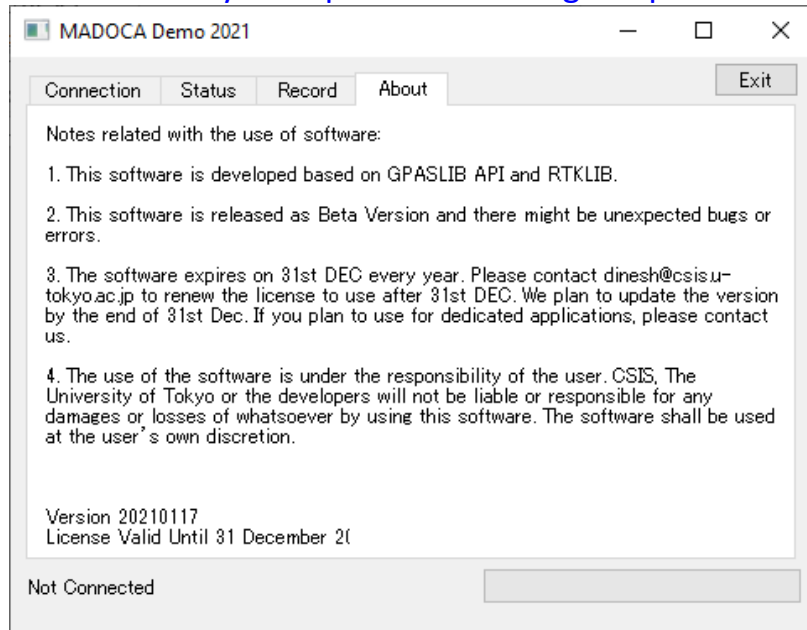 MADOCA Demo 2021
Connection Status Record About Exit
Notes related with the use of software:
1. This software is developed based on GPASLIB API and RTKLIB.
2. This software is released as Beta Version and there might be unexpected bugs or
errors.
3. The software expires on 31st DEC every year. Please contact dinesh@csis.u-
tokyo.ac.jp to renew the license to use after 31st DEC. We plan to update the version
by the end of 31st Dec. If you plan to use for dedicated applications, please contact
us.
4. The use of the software is under the responsibility of the user. CSIS, The
University of Tokyo or the developers will not be liable or responsible for any
damages or losses of whatsoever by using this software. The software shall be used
at the user's own discretion.
Version 20210117
License Valid Until 31 December 2(
Not Connected